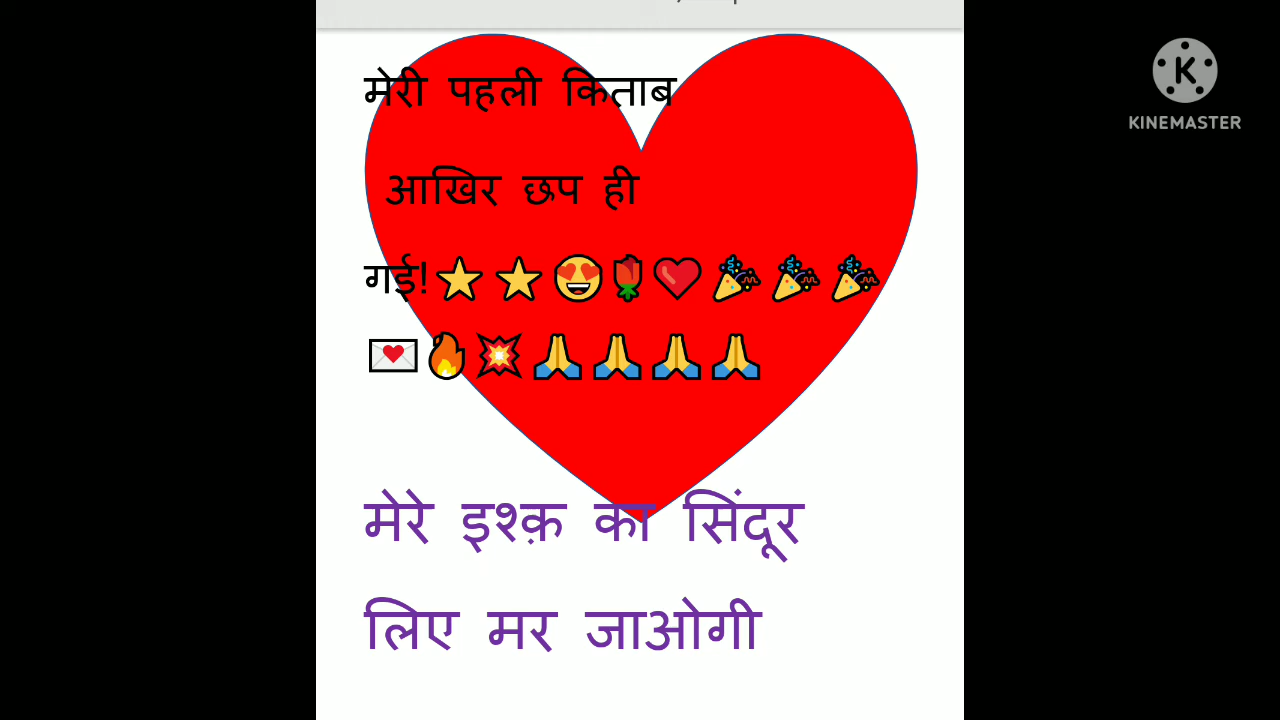 मेरी पहली किताब
आखिर छप ही
गई!⭐⭐😍🌹❤️🎉🎉🎉
💌🔥💥🙏🙏🙏🙏
मेरे इश्क़ का सिंदूर
लिए मर जाओगी
K
KINEMASTER